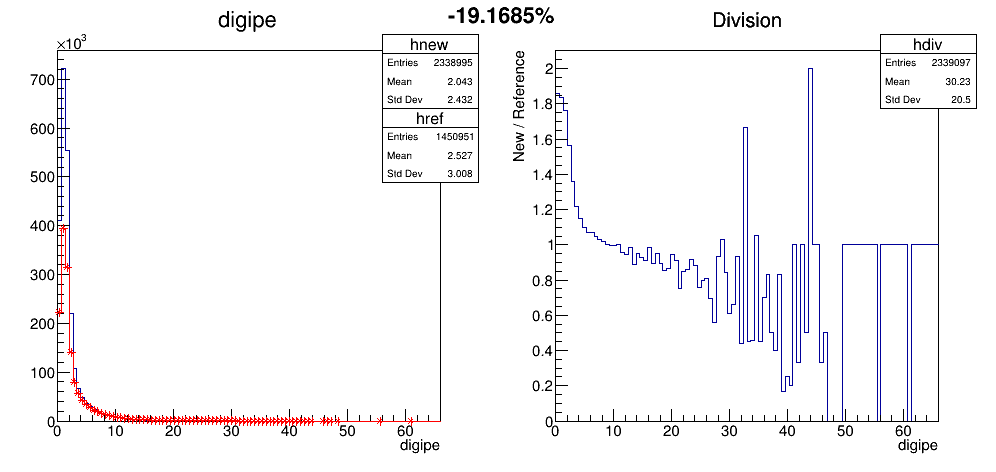 digipe
-19.1685%
Division
×10³
hnew
Entries 2338995
Mean 2.043
Std Dev 2.432
href
Entries 1450951
Mean 2.527
Std Dev 3.008
700
600
500
400
300
200
100
0
0 10 20 30 40 50 60
digipe
hdiv
Entries 2339097
Mean 30.23
Std Dev 20.5
New / Reference
2
1.8
1.6
1.4
1.2
1
0.8
0.6
0.4
0.2
0
0 10 20 30 40 50 60
digipe